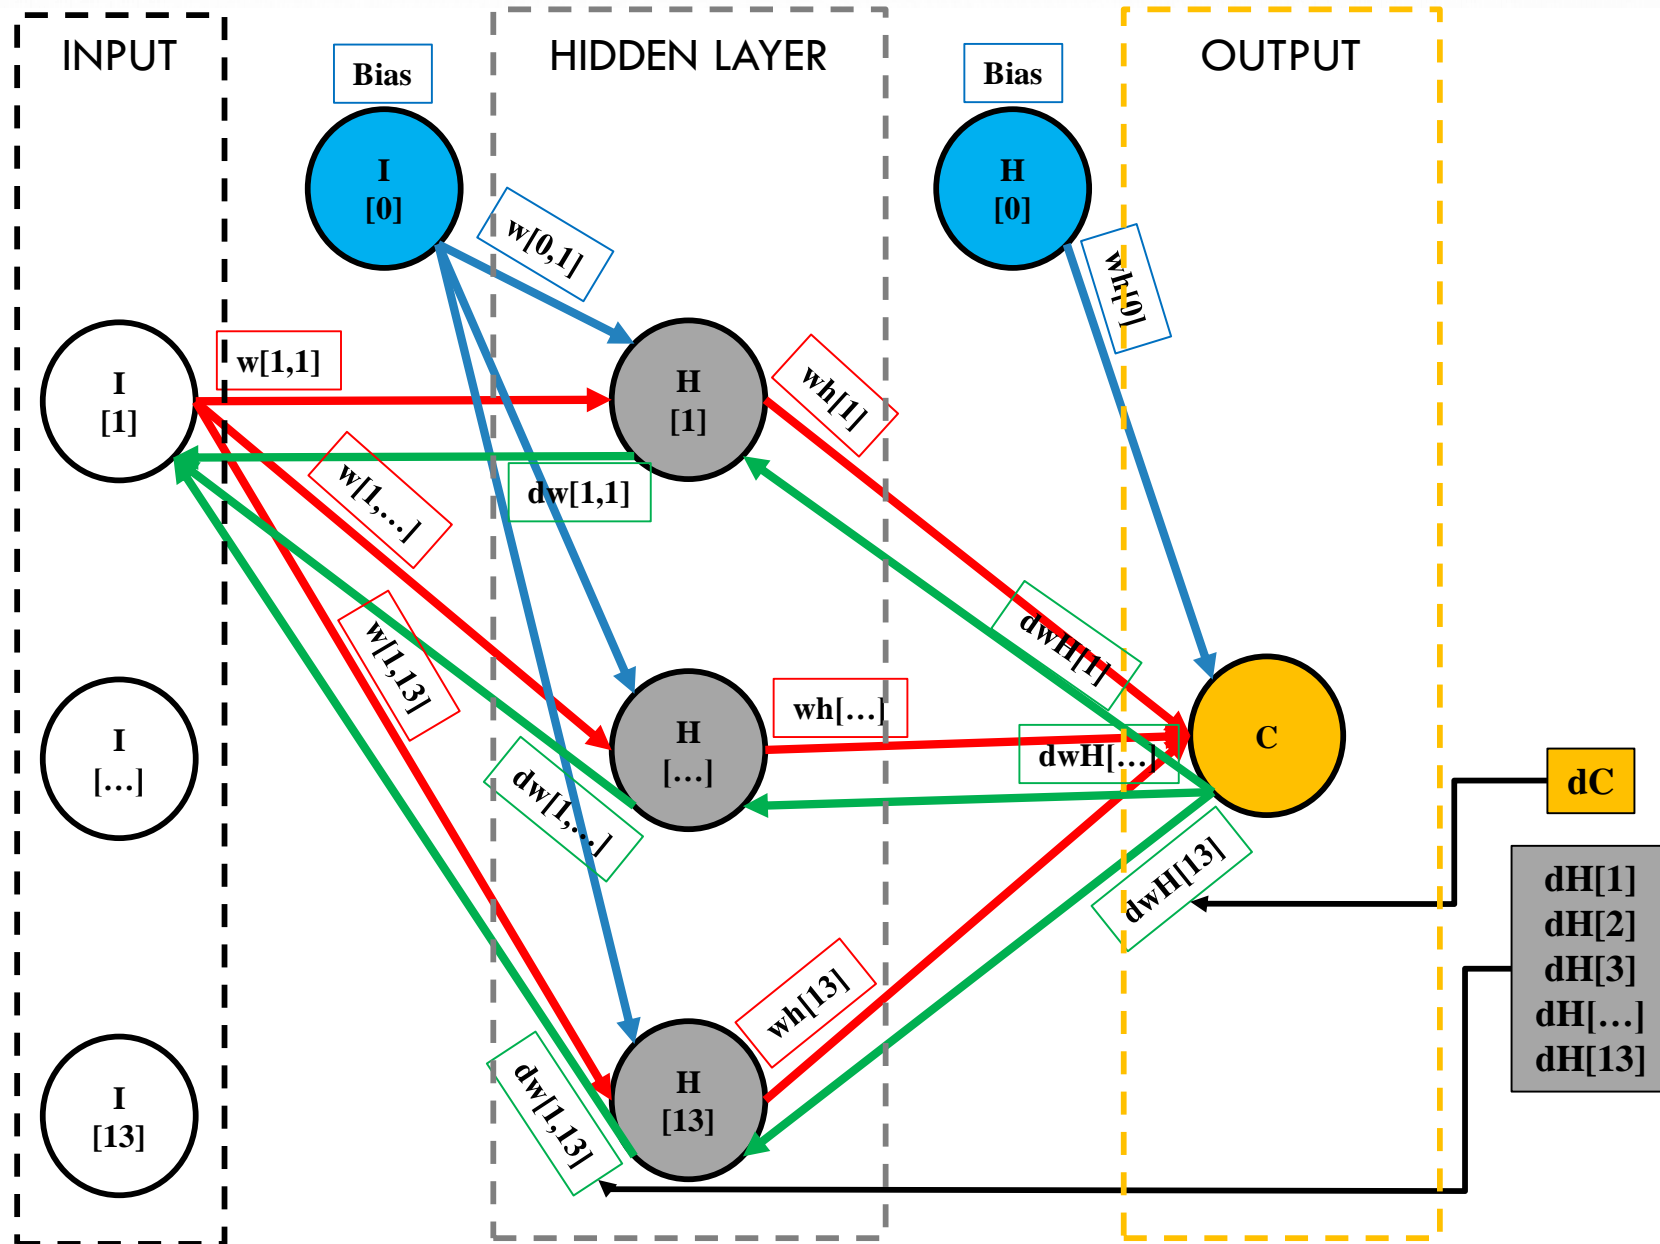 INPUT
HIDDEN LAYER
OUTPUT
Bias
Bias
I
[0]
H
[0]
w[0,1]
wh[0]
I
[1]
w[1,1]
H
[1]
wh[1]
w[1,…]
dw[1,1]
w[1,13]
dwH[1]
I
[…]
H
[…]
wh[…]
dwH[…]
C
dC
dw[1,…]
dwH[13]
dH[1]
dH[2]
dH[3]
dH[…]
dH[13]
wh[13]
I
[13]
H
[13]
dw[1,13]